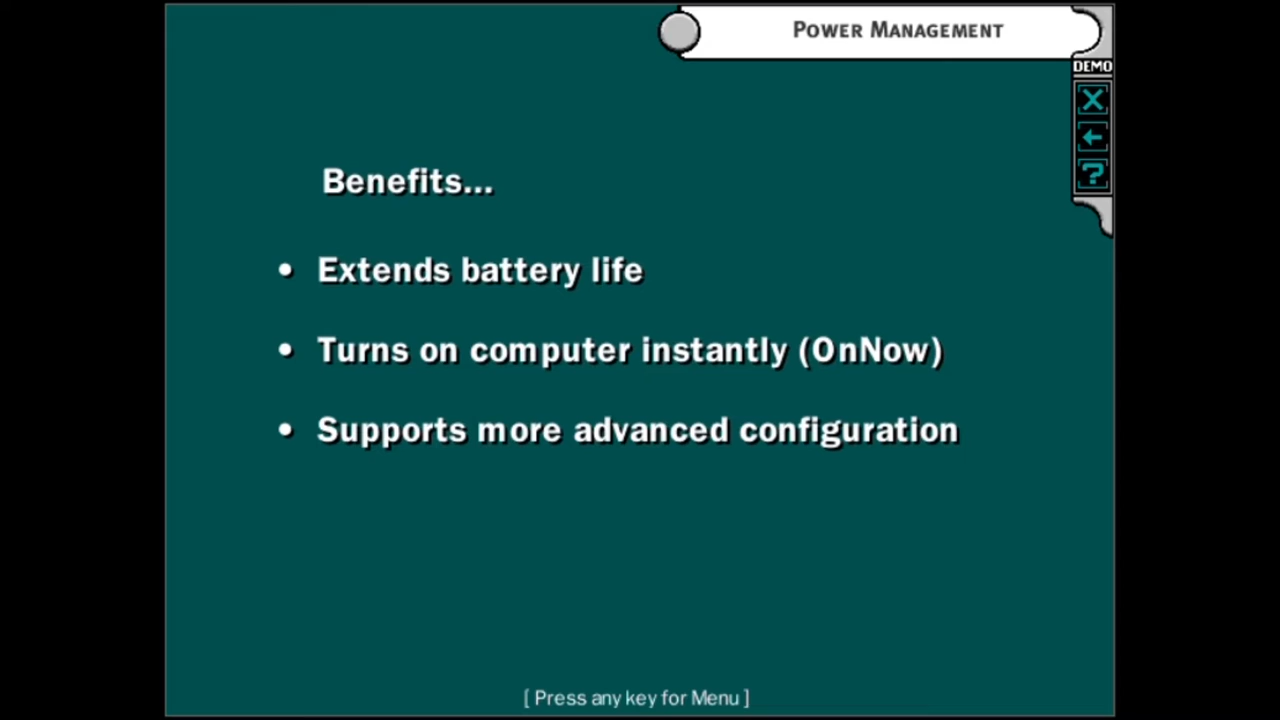 POWER MANAGEMENT
DEMO
Benefits...
• Extends battery life
• Turns on computer instantly (OnNow)
• Supports more advanced configuration
[ Press any key for Menu ]